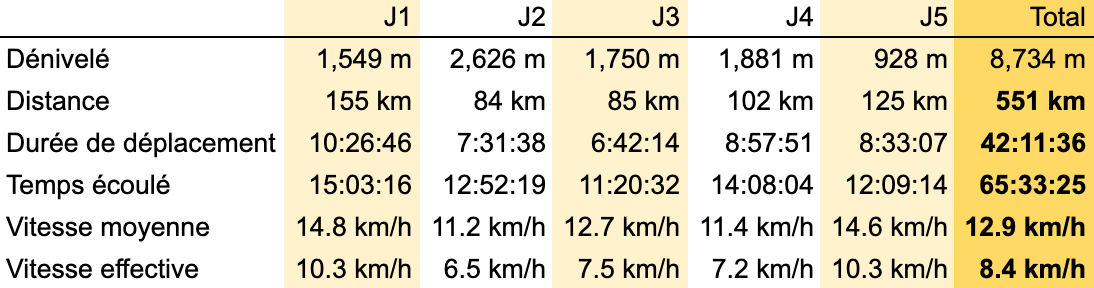 J1 J2 J3 J4 J5 Total
Dénivelé 1,549 m 2,626 m 1,750 m 1,881 m 928 m 8,734 m
Distance 155 km 84 km 85 km 102 km 125 km 551 km
Durée de déplacement 10:26:46 7:31:38 6:42:14 8:57:51 8:33:07 42:11:36
Temps écoulé 15:03:16 12:52:19 11:20:32 14:08:04 12:09:14 65:33:25
Vitesse moyenne 14.8 km/h 11.2 km/h 12.7 km/h 11.4 km/h 14.6 km/h 12.9 km/h
Vitesse effective 10.3 km/h 6.5 km/h 7.5 km/h 7.2 km/h 10.3 km/h 8.4 km/h